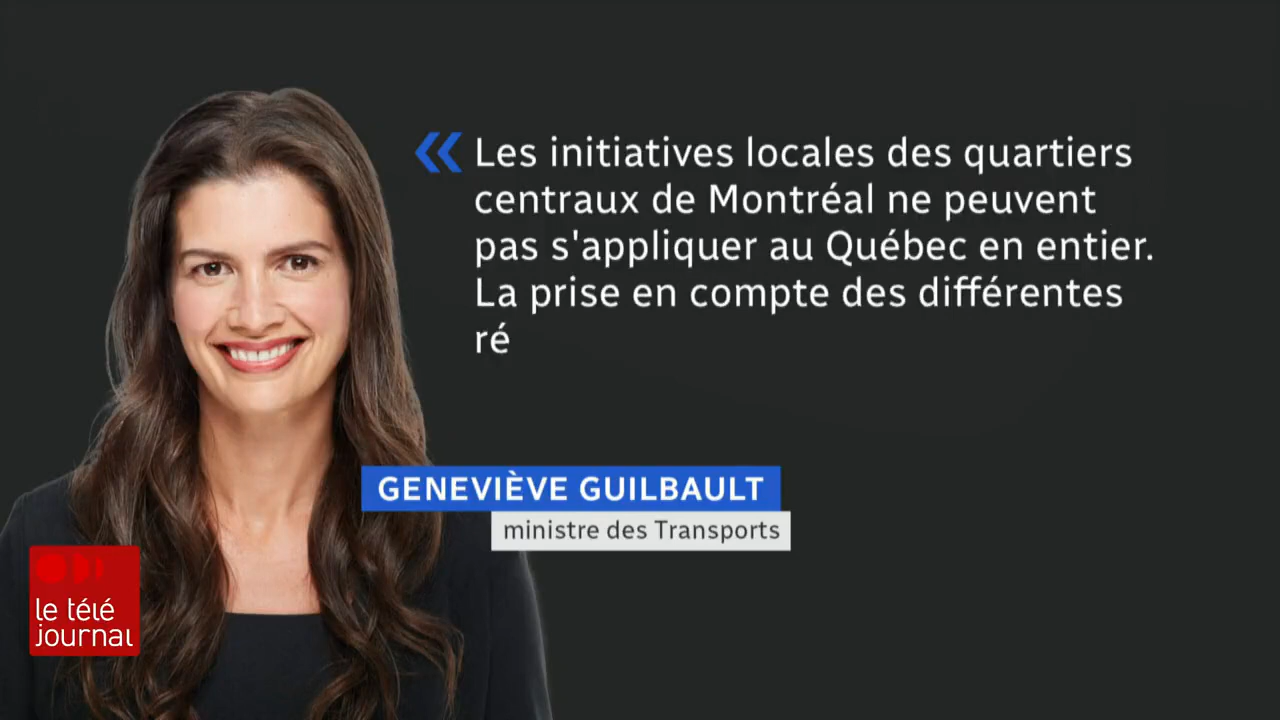 « Les initiatives locales des quartiers
centraux de Montréal ne peuvent
pas s'appliquer au Québec en entier.
La prise en compte des différentes
ré
GENEVIÈVE GUILBAULT
ministre des Transports
le télé
journal